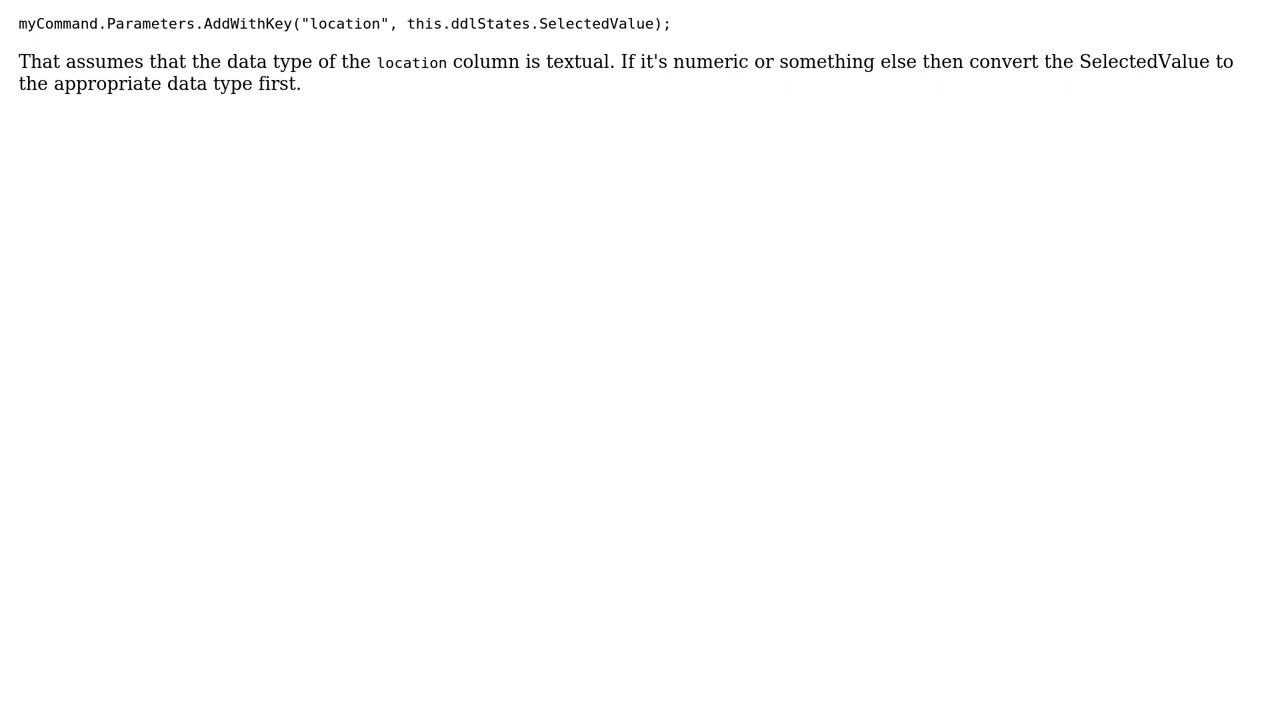 myCommand.Parameters.AddWithKey("location", this.ddlStates.SelectedValue);
That assumes that the data type of the location column is textual. If it's numeric or something else then convert the SelectedValue to
the appropriate data type first.